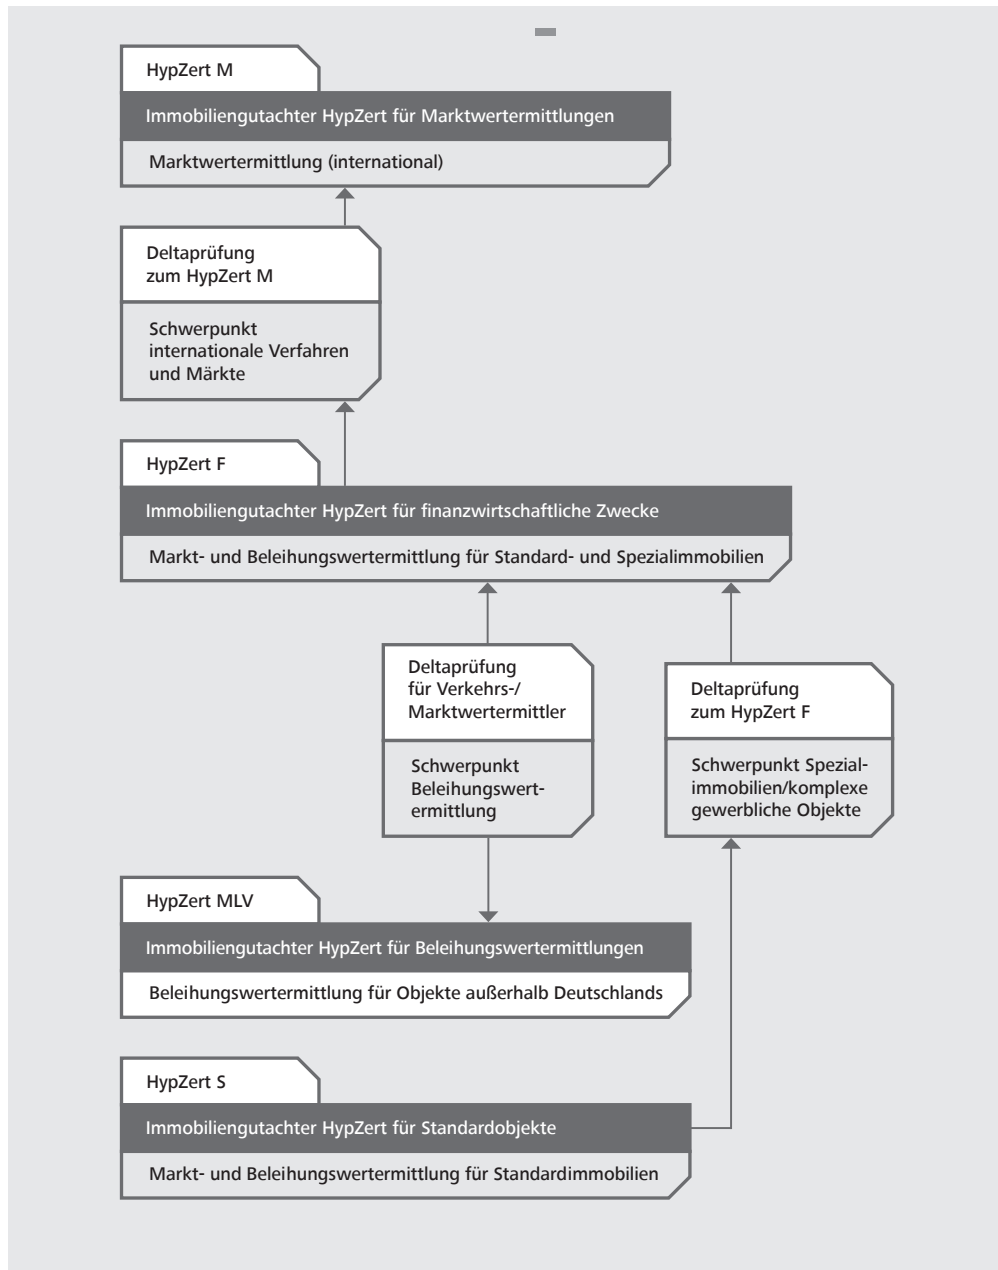 HypZert M
Immobiliengutachter HypZert für Marktwertermittlungen
Marktwertermittlung (international)
Deltaprüfung
zum HypZert M
Schwerpunkt
internationale Verfahren
und Märkte
HypZert F
Immobiliengutachter HypZert für finanzwirtschaftliche Zwecke
Markt- und Beleihungswertermittlung für Standard- und Spezialimmobilien
Deltaprüfung
für Verkehrs-/
Marktwertermittler
Schwerpunkt
Beleihungswert-
ermittlung
Deltaprüfung
zum HypZert F
Schwerpunkt Spezial-
immobilien/komplexe
gewerbliche Objekte
HypZert MLV
Immobiliengutachter HypZert für Beleihungswertermittlungen
Beleihungswertermittlung für Objekte außerhalb Deutschlands
HypZert S
Immobiliengutachter HypZert für Standardobjekte
Markt- und Beleihungswertermittlung für Standardimmobilien